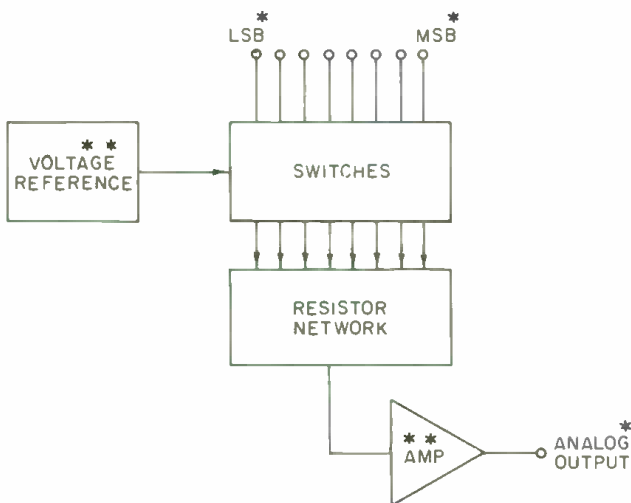 LSB* MSB*
SWITCHES
VOLTAGE**
REFERENCE
RESISTOR
NETWORK
**
AMP
ANALOG*
OUTPUT